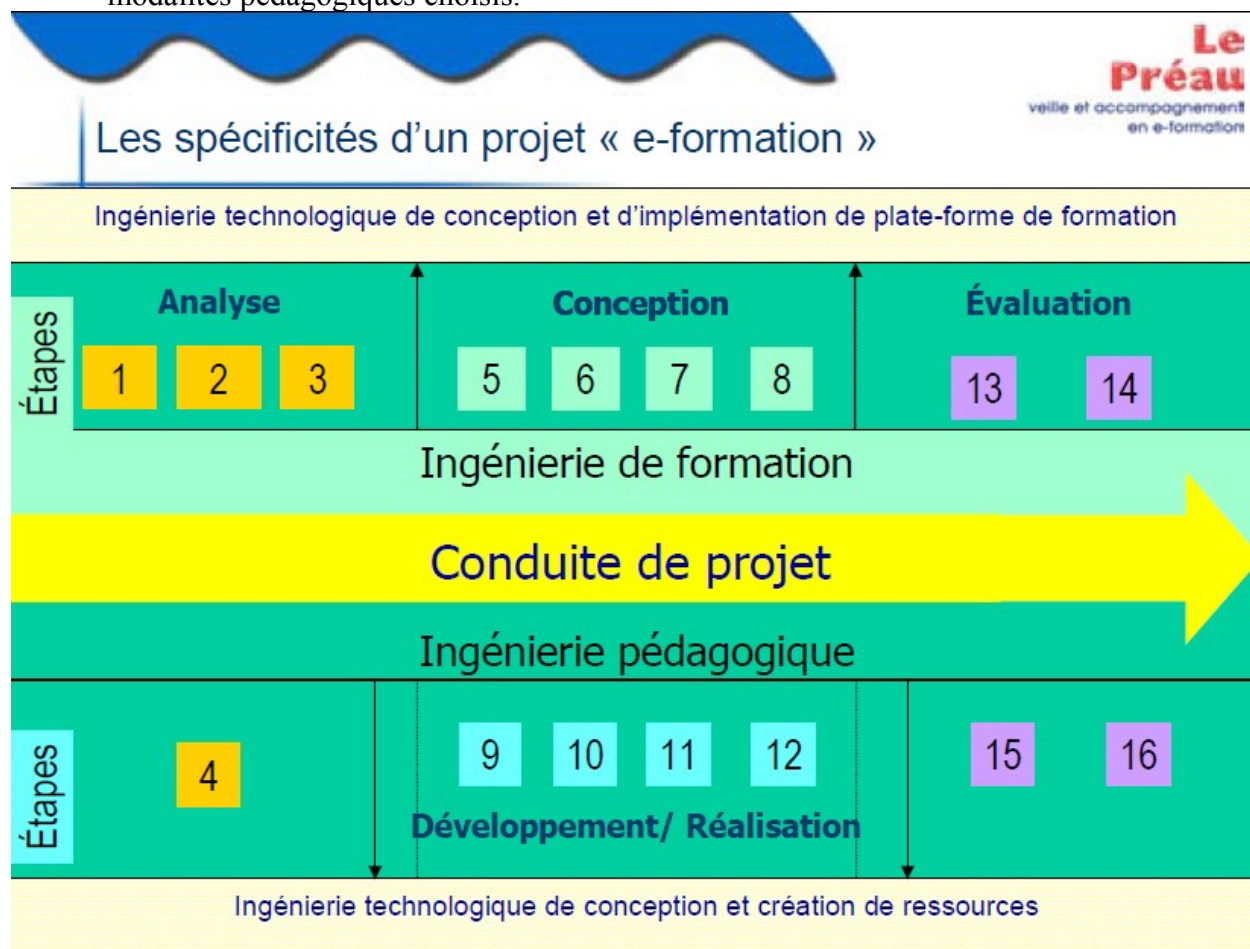 modalités pédagogiques choisis.
Le
Préau
veille et accompagnement
en e-formation
Les spécificités d'un projet « e-formation »
Ingénierie technologique de conception et d'implémentation de plate-forme de formation
Étapes
Analyse
1 2 3
Conception
5 6 7 8
Évaluation
13 14
Ingénierie de formation
Conduite de projet
Ingénierie pédagogique
Étapes
4
9 10 11 12
Développement/ Réalisation
15 16
Ingénierie technologique de conception et création de ressources